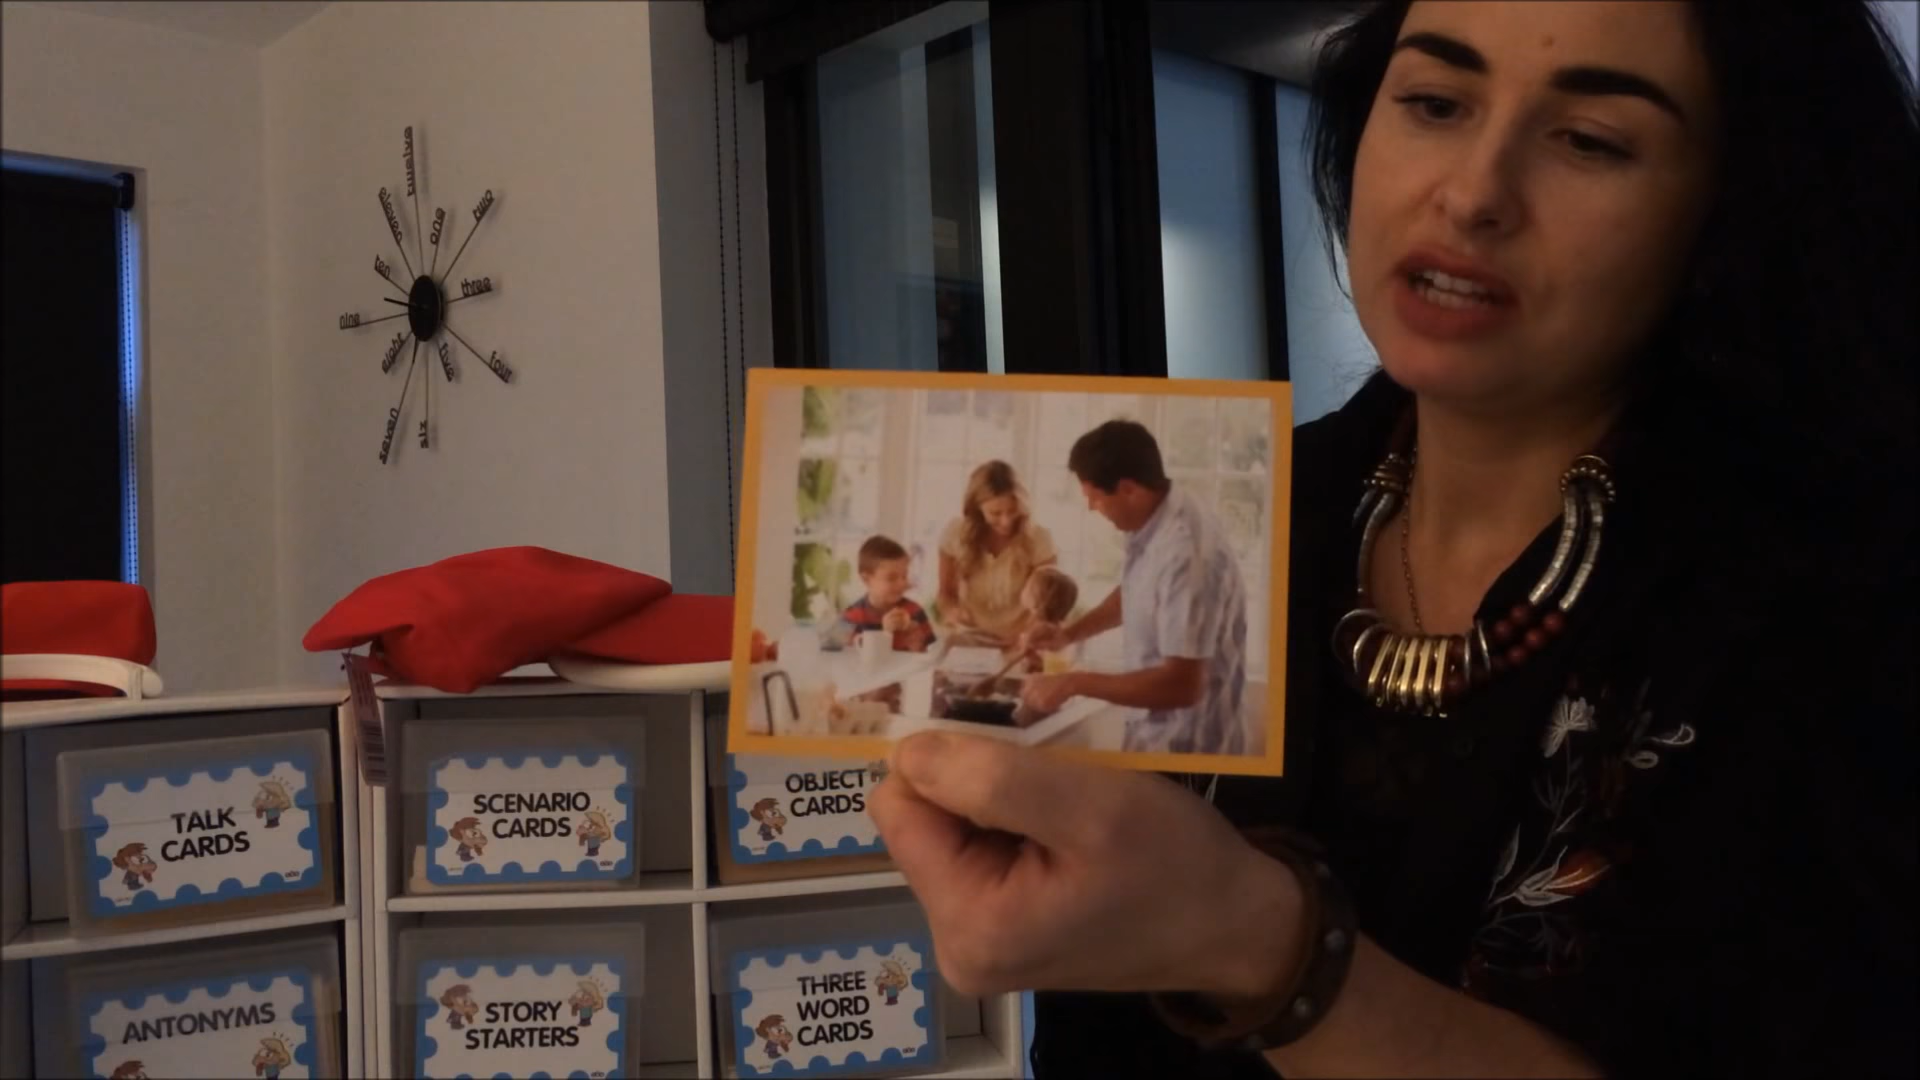 twelve
one
two
three
four
five
six
seven
eight
nine
ten
eleven
TALK
CARDS
SCENARIO
CARDS
OBJECT
CARDS
ANTONYMS
STORY
STARTERS
THREE
WORD
CARDS